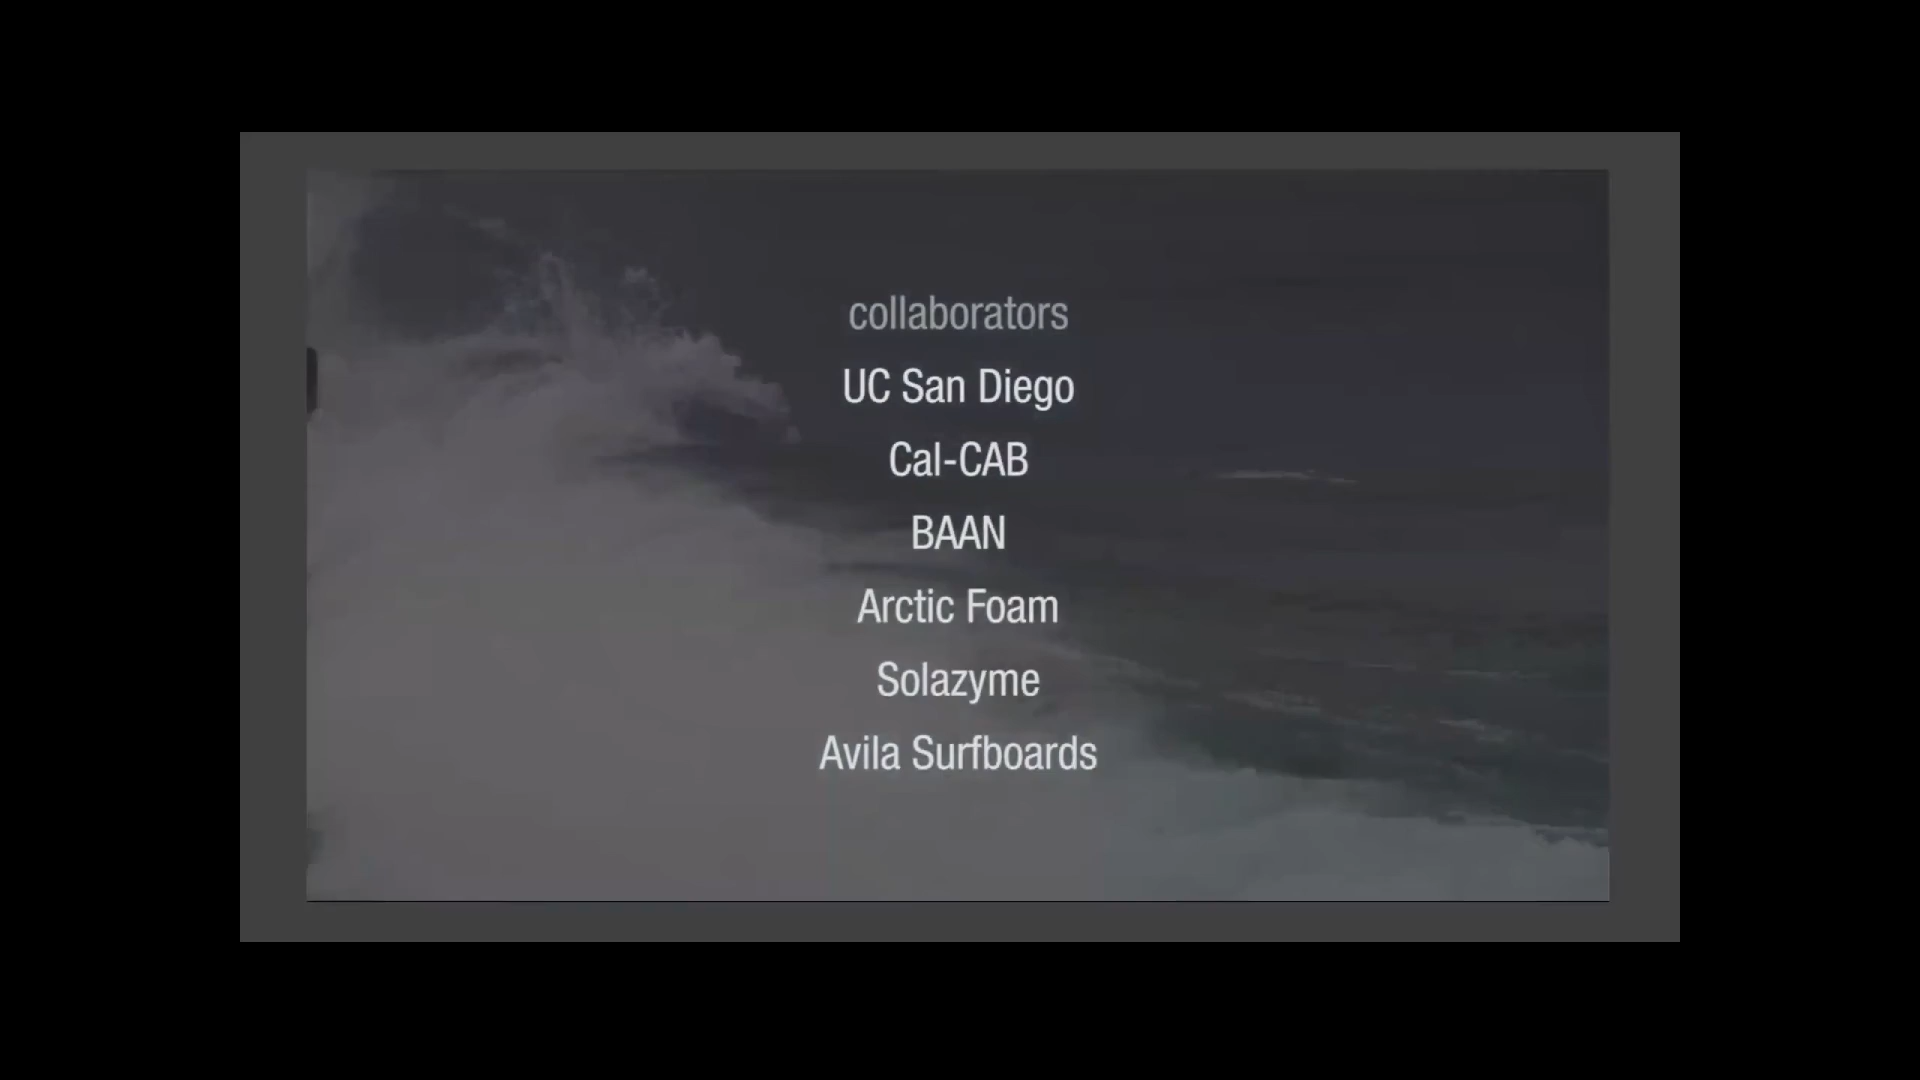 collaborators
UC San Diego
Cal-CAB
BAAN
Arctic Foam
Solazyme
Avila Surfboards